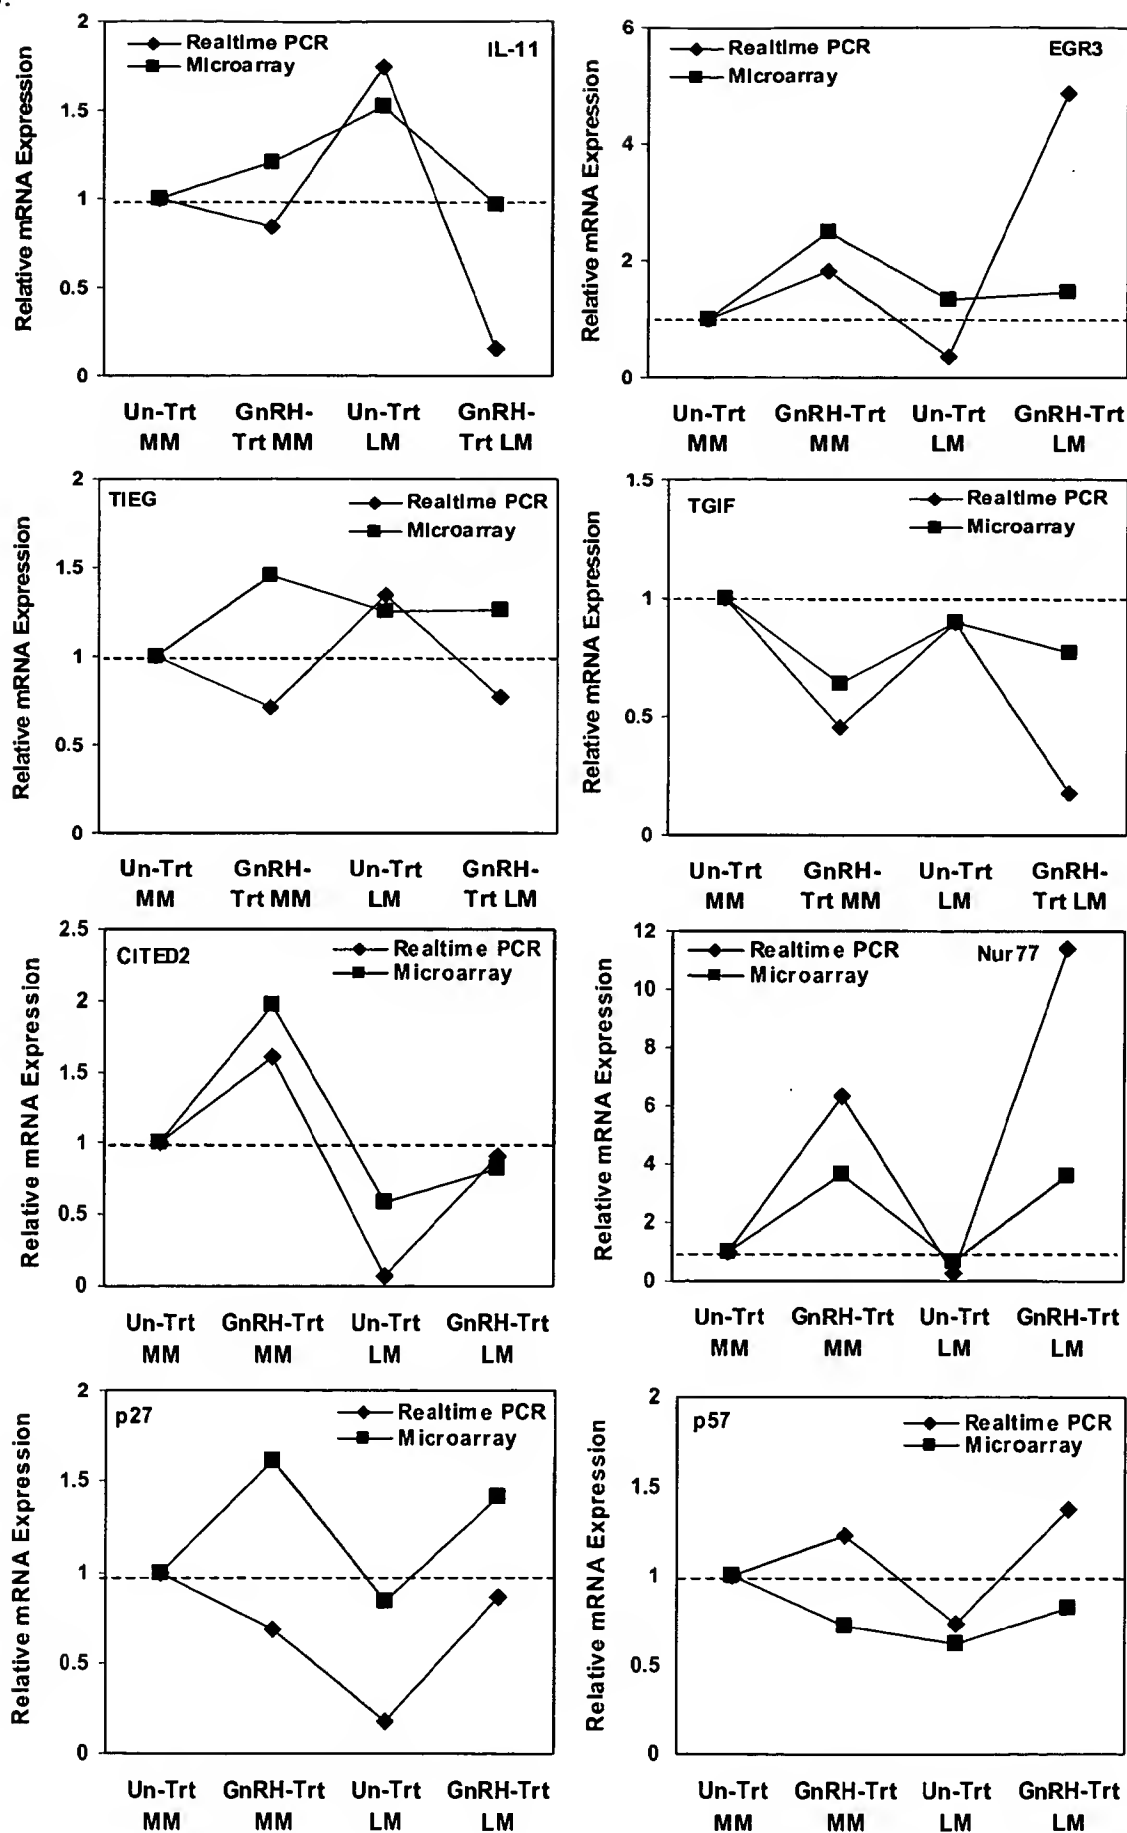 2
Realtime PCR
IL-11
Microarray
1.5
1
0.5
0
Relative mRNA Expression
Un-Trt GnRH- Un-Trt GnRH-
MM Trt MM LM Trt LM
6
Realtime PCR
EGR3
Microarray
4
2
0
Relative mRNA Expression
Un-Trt GnRH-Trt Un-Trt GnRH-Trt
MM MM LM LM
2
TIEG
Realtime PCR
Microarray
1.5
1
0.5
0
Relative mRNA Expression
Un-Trt GnRH- Un-Trt GnRH-
MM Trt MM LM Trt LM
1.5
TGIF
Realtime PCR
Microarray
1
0.5
0
Relative mRNA Expression
Un-Trt GnRH- Un-Trt GnRH-
MM Trt MM LM Trt LM
2.5
CITED2
Realtime PCR
Microarray
2
1.5
1
0.5
0
Relative mRNA Expression
Un-Trt GnRH-Trt Un-Trt GnRH-Trt
MM MM LM LM
12
Realtime PCR
Nur77
Microarray
10
8
6
4
2
0
Relative mRNA Expression
Un-Trt GnRH-Trt Un-Trt GnRH-Trt
MM MM LM LM
2
p27
Realtime PCR
Microarray
1.5
1
0.5
0
Relative mRNA Expression
Un-Trt GnRH-Trt Un-Trt GnRH-Trt
MM MM LM LM
2
p57
Realtime PCR
Microarray
1.5
1
0.5
0
Relative mRNA Expression
Un-Trt GnRH-Trt Un-Trt GnRH-Trt
MM MM LM LM